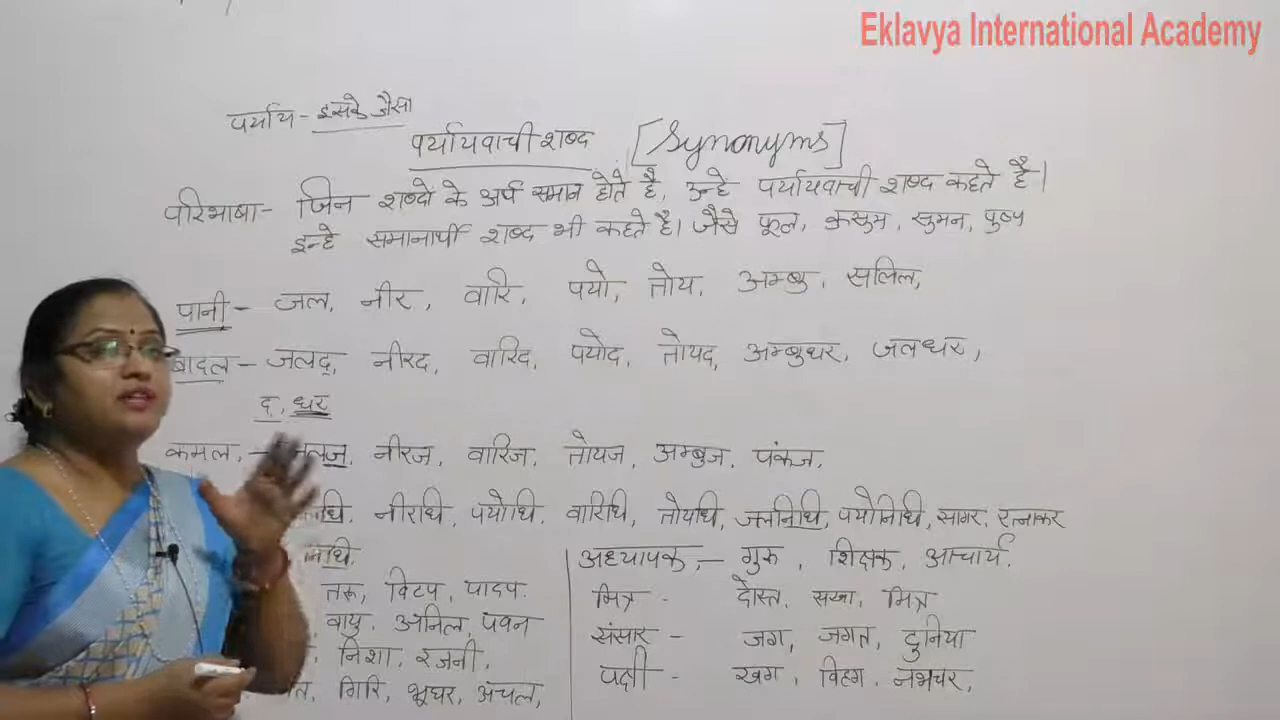 Eklavya International Academy
पर्याय - इसके जैसा
पर्यायवाची शब्द [Synonyms]
परिभाषा - जिन शब्दो के अर्थ समान होते है, उन्हे पर्यायवाची शब्द कहते है।
इन्हे समानार्थी शब्द भी कहते है। जैसे फूल, कुसुम, सुमन, पुष्प
पानी - जल, नीर, वारि, पयो, तोय, अम्बु, सलिल,
बादल - जलद, नीरद, वारिद, पयोद, तोयद, अम्बुधर, जलधर,
द, धर
कमल, - जलज, नीरज, वारिज, तोयज, अम्बुज, पंकज,
नीरधि, पयोधि, वारिधि, तोयधि, जलनिधि, पयोनिधि, सागर, रत्नाकर
निधि
तरू, विटप, पादप
वायु, अनिल, पवन
निशा, रजनी,
गिरि, भूधर, अचल,
अध्यापक, - गुरू, शिक्षक, आचार्य
मित्र - दोस्त, सखा, मित्र
संसार - जग, जगत, दुनिया
पक्षी - खग, विहग, नभचर,